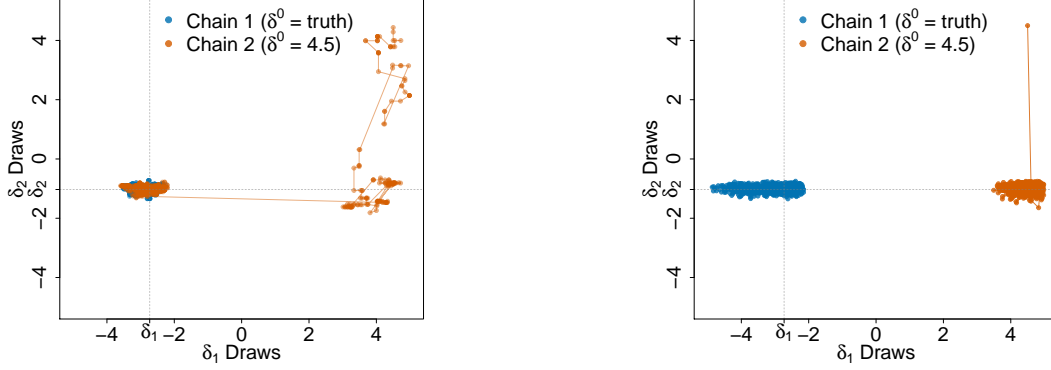 Chain 1 (δ⁰ = truth)
Chain 2 (δ⁰ = 4.5)
4
2
0
δ₂
−2
−4
δ₂ Draws
−4
δ₁
−2
0
2
4
δ₁ Draws
Chain 1 (δ⁰ = truth)
Chain 2 (δ⁰ = 4.5)
4
2
0
δ₂
−2
−4
δ₂ Draws
−4
δ₁
−2
0
2
4
δ₁ Draws